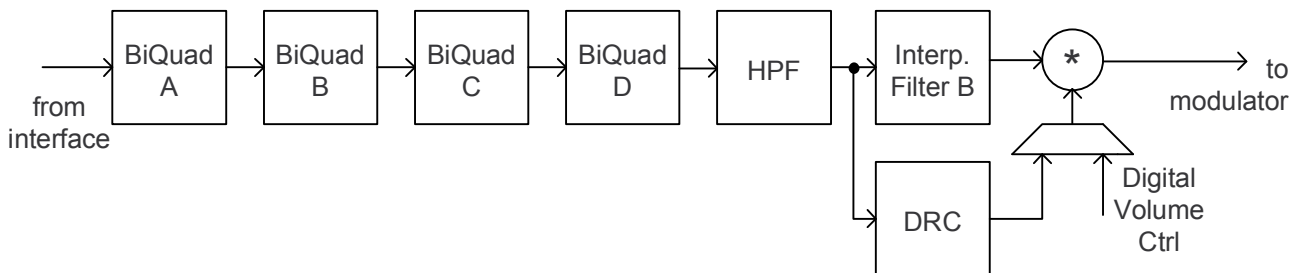 from
interface
BiQuad
A
BiQuad
B
BiQuad
C
BiQuad
D
HPF
Interp.
Filter B
*
to
modulator
DRC
Digital
Volume
Ctrl